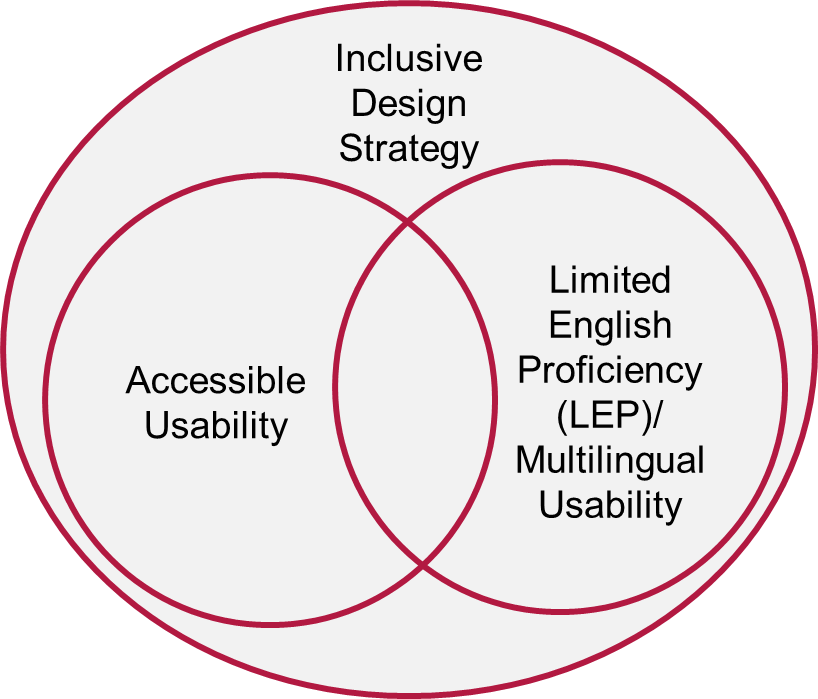 Inclusive
Design
Strategy
Accessible
Usability
Limited
English
Proficiency
(LEP)/
Multilingual
Usability